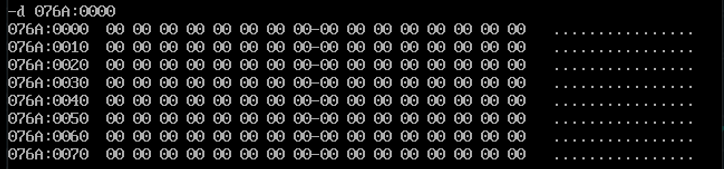 -d 076A:0000
076A:0000  00 00 00 00 00 00 00 00-00 00 00 00 00 00 00 00   ................
076A:0010  00 00 00 00 00 00 00 00-00 00 00 00 00 00 00 00   ................
076A:0020  00 00 00 00 00 00 00 00-00 00 00 00 00 00 00 00   ................
076A:0030  00 00 00 00 00 00 00 00-00 00 00 00 00 00 00 00   ................
076A:0040  00 00 00 00 00 00 00 00-00 00 00 00 00 00 00 00   ................
076A:0050  00 00 00 00 00 00 00 00-00 00 00 00 00 00 00 00   ................
076A:0060  00 00 00 00 00 00 00 00-00 00 00 00 00 00 00 00   ................
076A:0070  00 00 00 00 00 00 00 00-00 00 00 00 00 00 00 00   ................